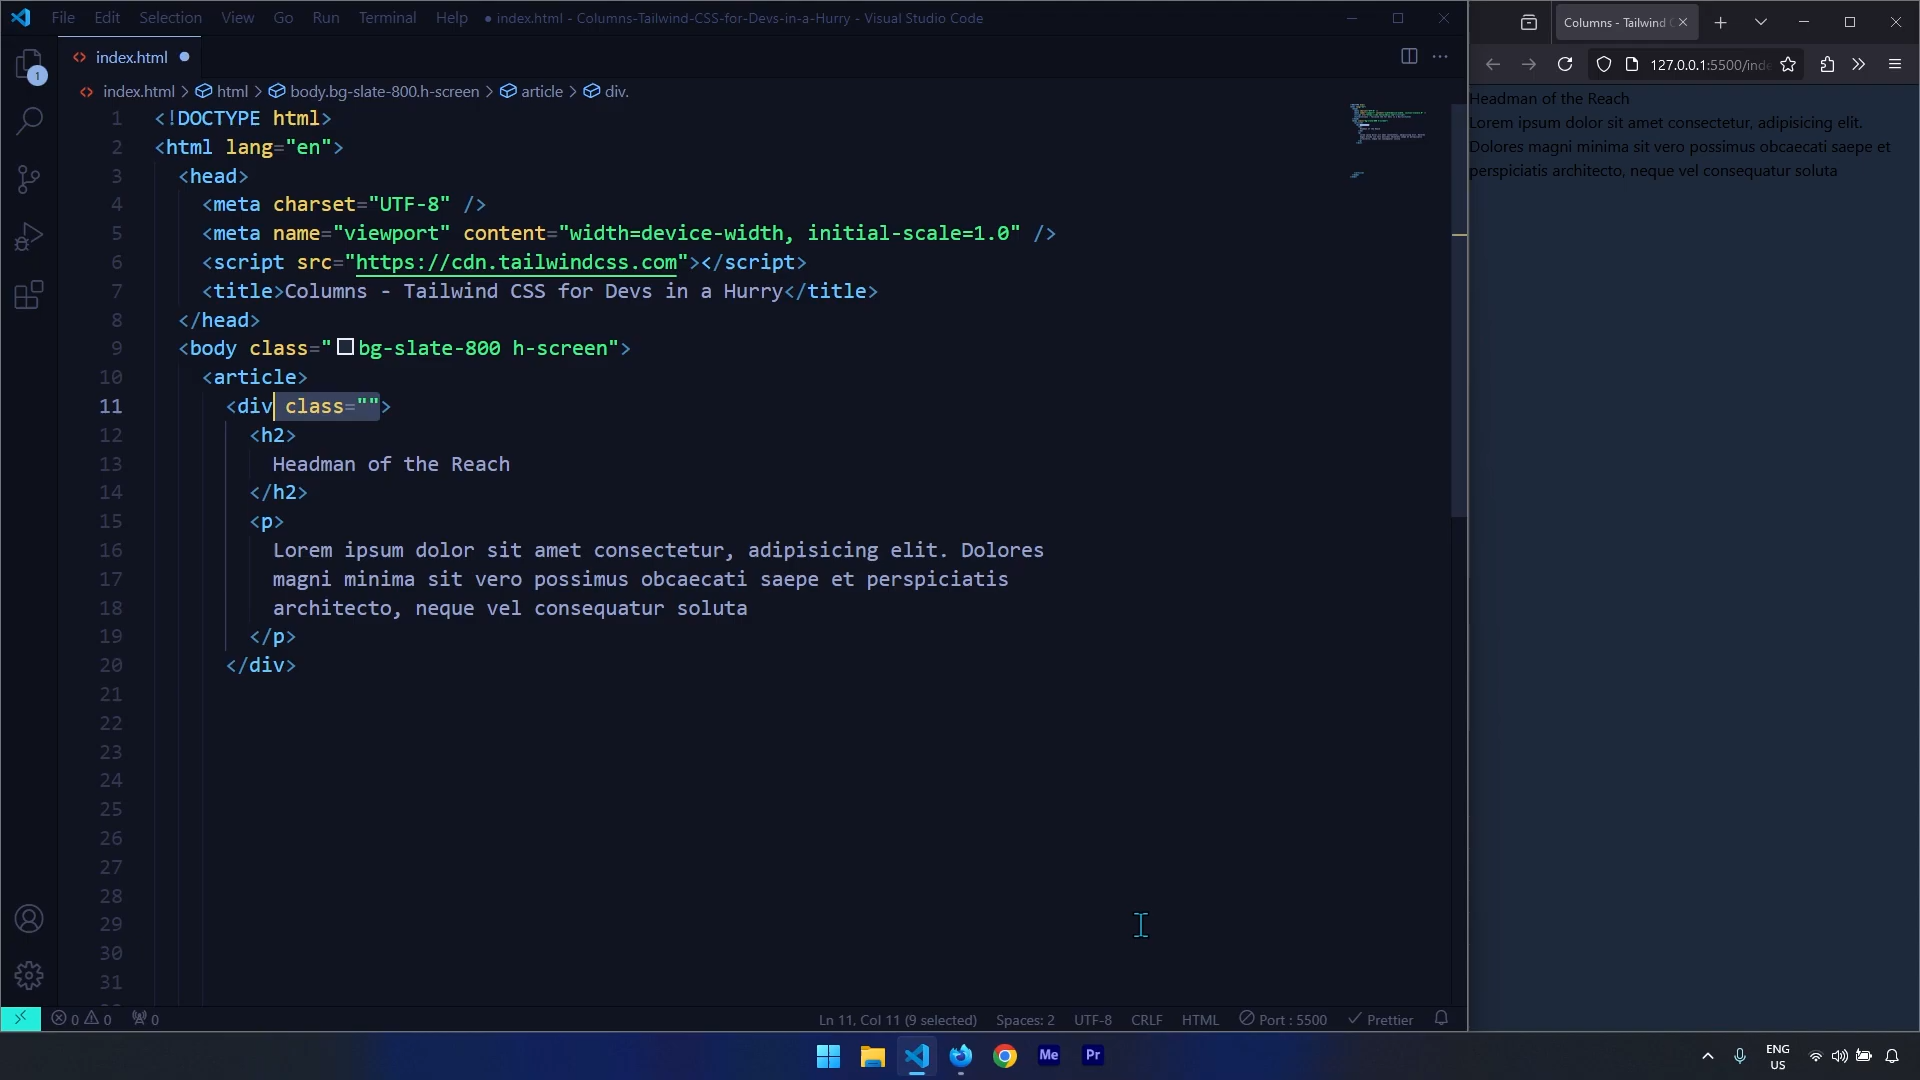 File Edit Selection View Go Run Terminal Help ● index.html - Columns-Tailwind-CSS-for-Devs-in-a-Hurry - Visual Studio Code
index.html
1
index.html > html > body.bg-slate-800.h-screen > article > div.
1 <!DOCTYPE html>
2 <html lang="en">
3 <head>
4 <meta charset="UTF-8" />
5 <meta name="viewport" content="width=device-width, initial-scale=1.0" />
6 <script src="https://cdn.tailwindcss.com"></script>
7 <title>Columns - Tailwind CSS for Devs in a Hurry</title>
8 </head>
9 <body class="bg-slate-800 h-screen">
10 <article>
11 <div class="">
12 <h2>
13 Headman of the Reach
14 </h2>
15 <p>
16 Lorem ipsum dolor sit amet consectetur, adipisicing elit. Dolores
17 magni minima sit vero possimus obcaecati saepe et perspiciatis
18 architecto, neque vel consequatur soluta
19 </p>
20 </div>
21
22
23
24
25
26
27
28
29
30
31
0 0 0 Ln 11, Col 11 (9 selected) Spaces: 2 UTF-8 CRLF HTML Port : 5500 Prettier
Columns - Tailwind C
127.0.0.1:5500/inde
Headman of the Reach
Lorem ipsum dolor sit amet consectetur, adipisicing elit.
Dolores magni minima sit vero possimus obcaecati saepe et
perspiciatis architecto, neque vel consequatur soluta
Me Pr
ENG
US